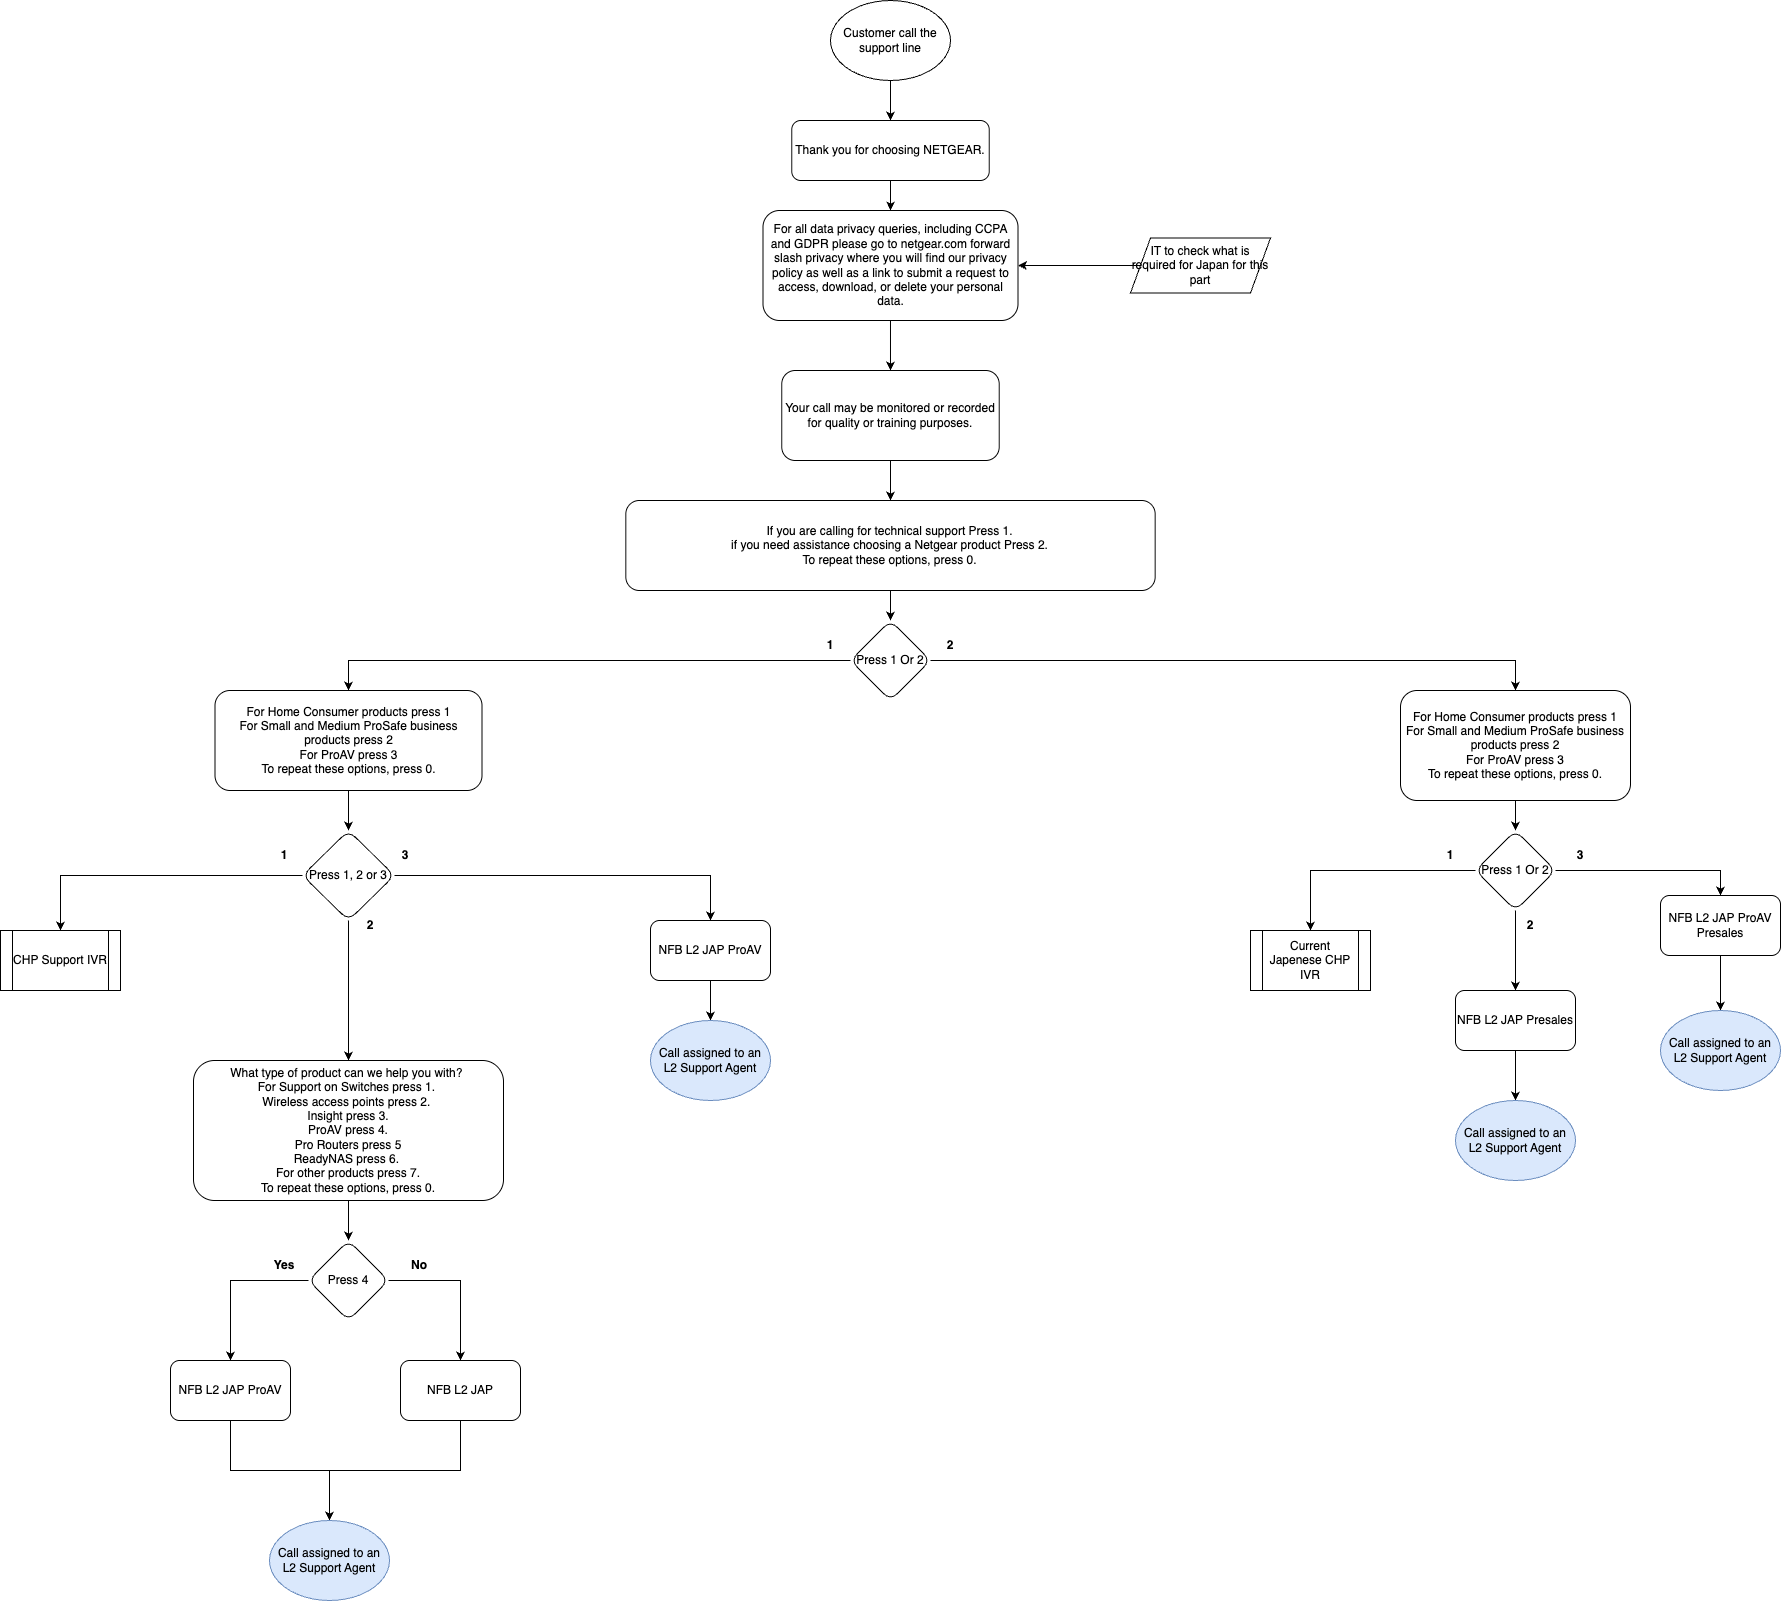 Customer call the
support line
Thank you for choosing NETGEAR.
For all data privacy queries, including CCPA
and GDPR please go to netgear.com forward
slash privacy where you will find our privacy
policy as well as a link to submit a request to
access, download, or delete your personal
data.
IT to check what is
required for Japan for this
part
Your call may be monitored or recorded
for quality or training purposes.
If you are calling for technical support Press 1.
if you need assistance choosing a Netgear product Press 2.
To repeat these options, press 0.
1
Press 1 Or 2
2
For Home Consumer products press 1
For Small and Medium ProSafe business
products press 2
For ProAV press 3
To repeat these options, press 0.
For Home Consumer products press 1
For Small and Medium ProSafe business
products press 2
For ProAV press 3
To repeat these options, press 0.
1
Press 1, 2 or 3
3
2
CHP Support IVR
NFB L2 JAP ProAV
Call assigned to an
L2 Support Agent
1
Press 1 Or 2
3
2
Current
Japenese CHP
IVR
NFB L2 JAP Presales
Call assigned to an
L2 Support Agent
NFB L2 JAP ProAV
Presales
Call assigned to an
L2 Support Agent
What type of product can we help you with?
For Support on Switches press 1.
Wireless access points press 2.
Insight press 3.
ProAV press 4.
Pro Routers press 5
ReadyNAS press 6.
For other products press 7.
To repeat these options, press 0.
Yes
Press 4
No
NFB L2 JAP ProAV
NFB L2 JAP
Call assigned to an
L2 Support Agent